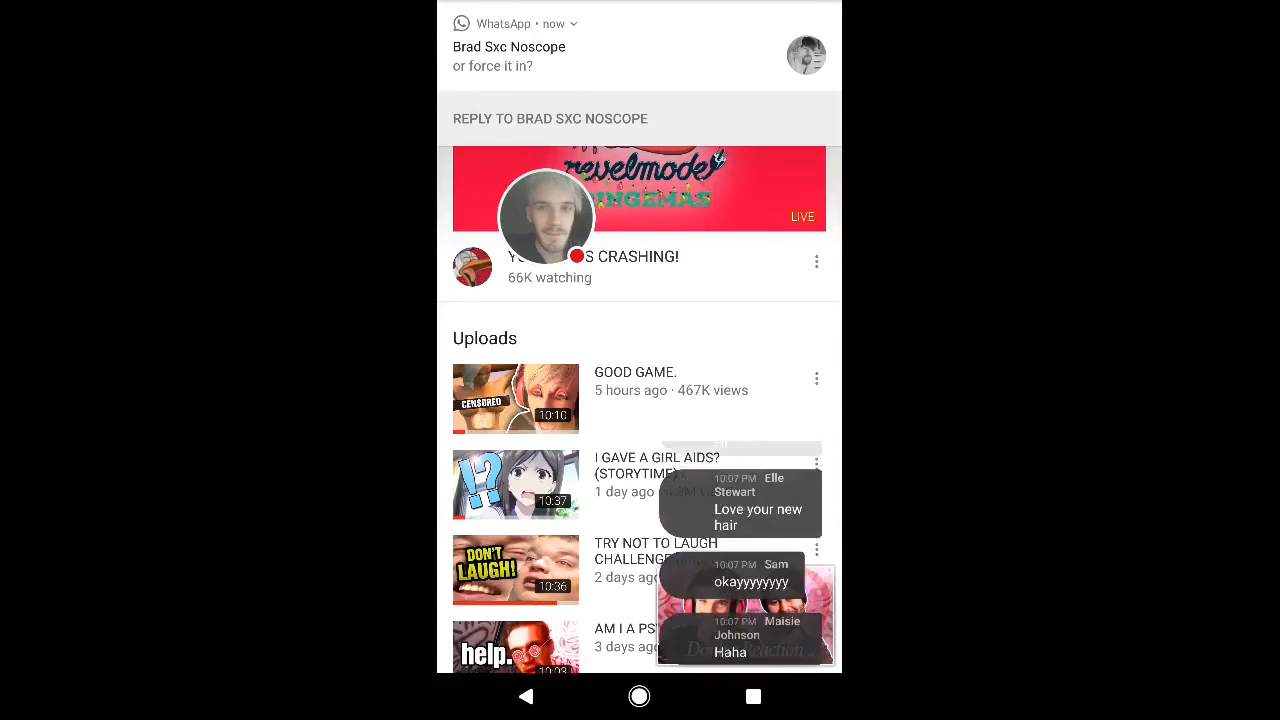 WhatsApp • now
Brad Sxc Noscope
or force it in?
REPLY TO BRAD SXC NOSCOPE
revelmode
INGEMAS
LIVE
S CRASHING!
66K watching
Uploads
CENSORED
10:10
GOOD GAME.
5 hours ago · 467K views
!?
10:37
I GAVE A GIRL AIDS?
(STORYTIME)
1 day ago
DON'T
LAUGH!
10:36
TRY NOT TO LAUGH
CHALLENGE
2 days ago
help.
10:03
AM I A PS
3 days ago
10:07 PM Elle
Stewart
Love your new
hair
10:07 PM Sam
okayyyyyyyy
10:07 PM Maisie
Johnson
Haha